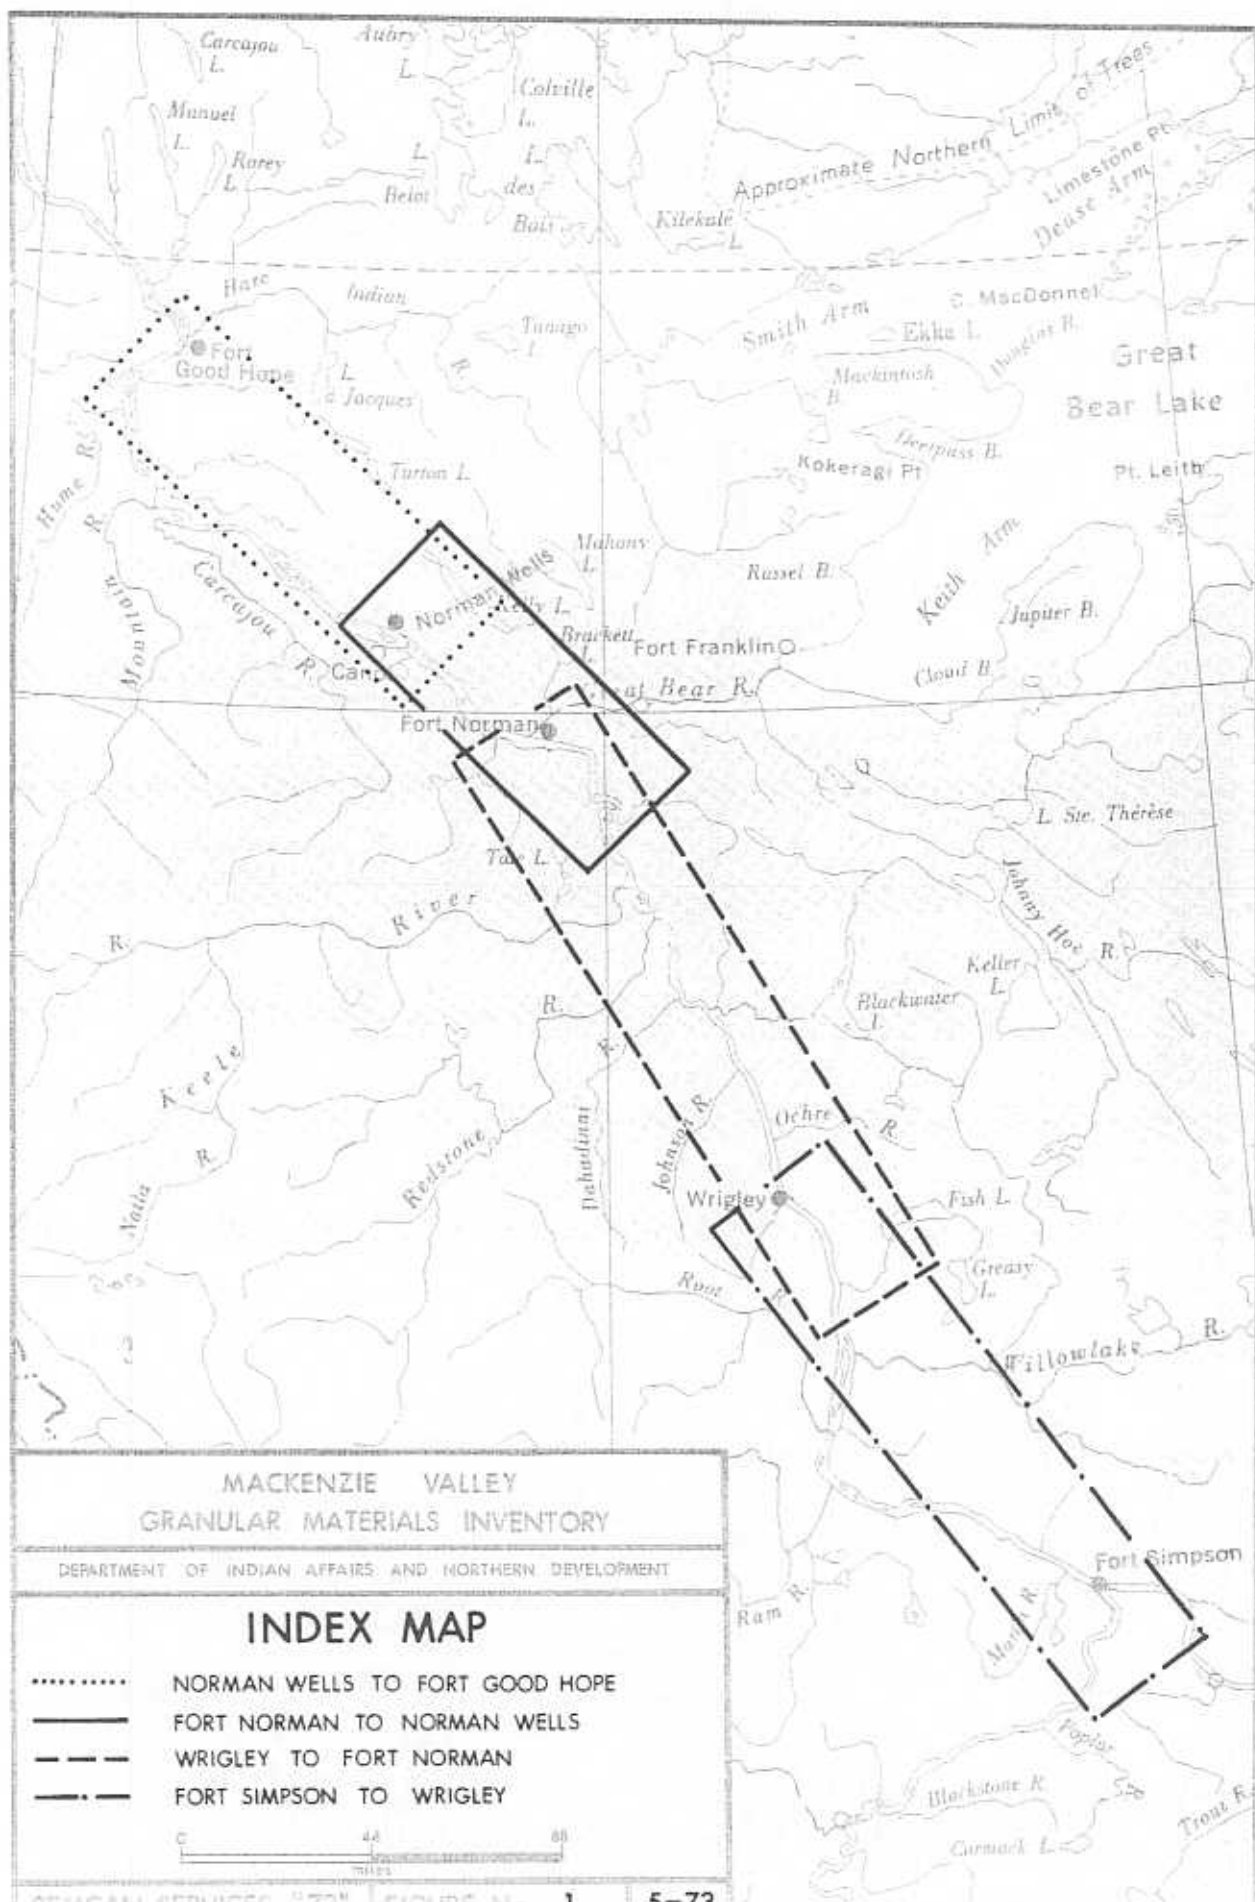 Carcajou
L.
Aubry
L.
Colville
L.
Manuel
L.
Rorey
L.
L.
Belot
L.
des
Bois
Kilekale
L.
Approximate Northern Limit of Trees
Limestone Pt.
Dease Arm
Hare Indian
R.
Tunago
L.
Smith Arm
C. MacDonnel
Ekka I.
Great
Bear Lake
Fort
Good Hope
L.
à Jacques
Mackintosh
B.
Deerpass B.
Kokeragi Pt
Pt. Leith
Hume R.
Turton L.
Mountain
R.
Carcajou
R.
Norman Wells
Mahony
L.
Kelly L.
Brackett
L.
Russel B.
Keith Arm
Jupiter B.
Cloud B.
Fort Franklin
at Bear R.
Fort Norman
L. Ste. Thérèse
Tate L.
River
R.
Johnny Hoe R.
Keller
L.
Blackwater
L.
R.
R.
Keele
R.
Redstone
Dahadinni
Johnson R.
Ochre R.
Wrigley
Fish L.
Greasy
L.
Root
R.
Willowlake R.
Fort Simpson
Ram R.
R.
Poplar
Blackstone R.
Trout R.
Cormack L.
MACKENZIE VALLEY
GRANULAR MATERIALS INVENTORY
DEPARTMENT OF INDIAN AFFAIRS AND NORTHERN DEVELOPMENT
INDEX MAP
NORMAN WELLS TO FORT GOOD HOPE
FORT NORMAN TO NORMAN WELLS
WRIGLEY TO FORT NORMAN
FORT SIMPSON TO WRIGLEY
miles
1
5-73